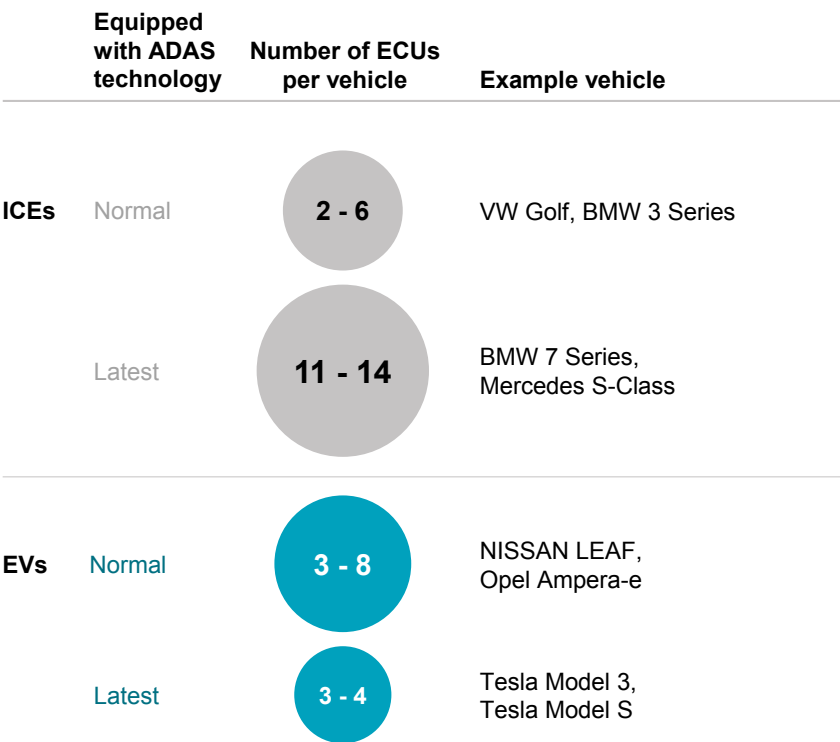 Equipped
with ADAS
technology
Number of ECUs
per vehicle
Example vehicle
ICEs
Normal
2 - 6
VW Golf, BMW 3 Series
Latest
11 - 14
BMW 7 Series,
Mercedes S-Class
EVs
Normal
3 - 8
NISSAN LEAF,
Opel Ampera-e
Latest
3 - 4
Tesla Model 3,
Tesla Model S